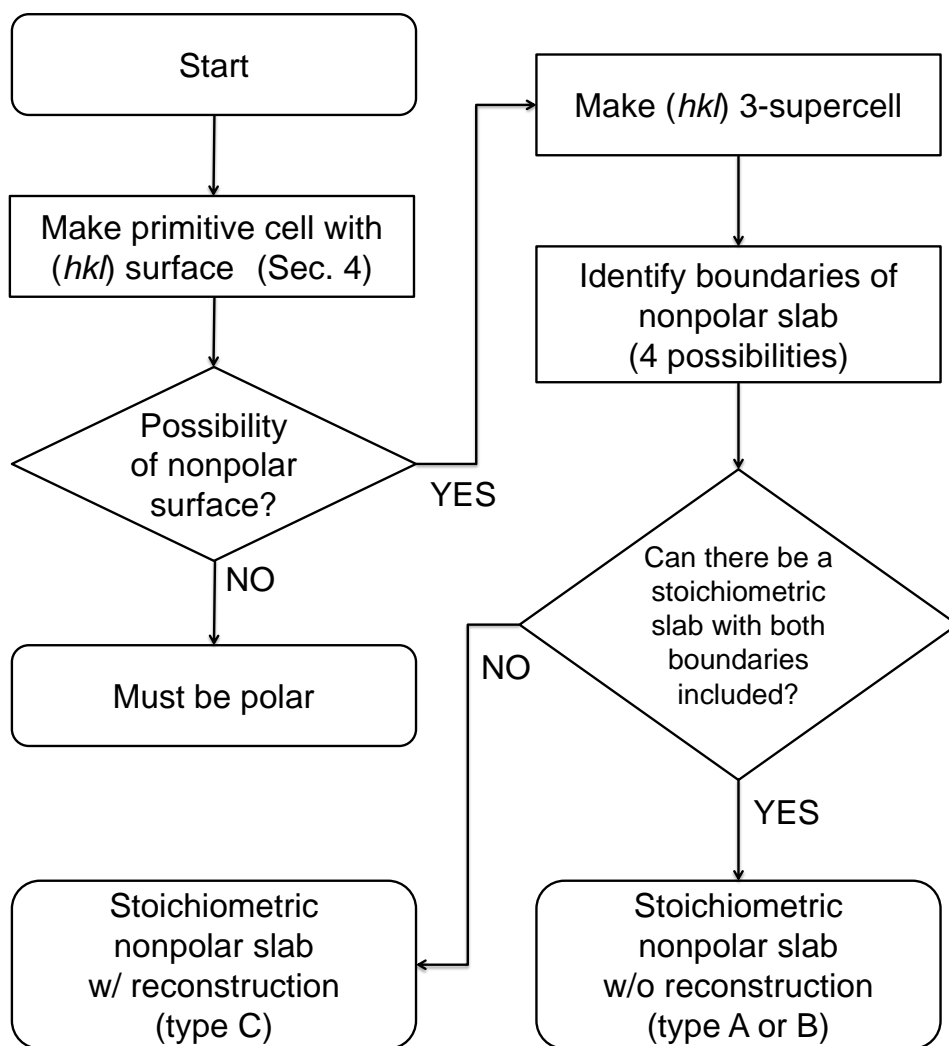 Start
Make primitive cell with
(hkl) surface (Sec. 4)
Possibility
of nonpolar
surface?
YES
NO
Must be polar
Make (hkl) 3-supercell
Identify boundaries of
nonpolar slab
(4 possibilities)
Can there be a
stoichiometric
slab with both
boundaries
included?
NO
YES
Stoichiometric
nonpolar slab
w/ reconstruction
(type C)
Stoichiometric
nonpolar slab
w/o reconstruction
(type A or B)